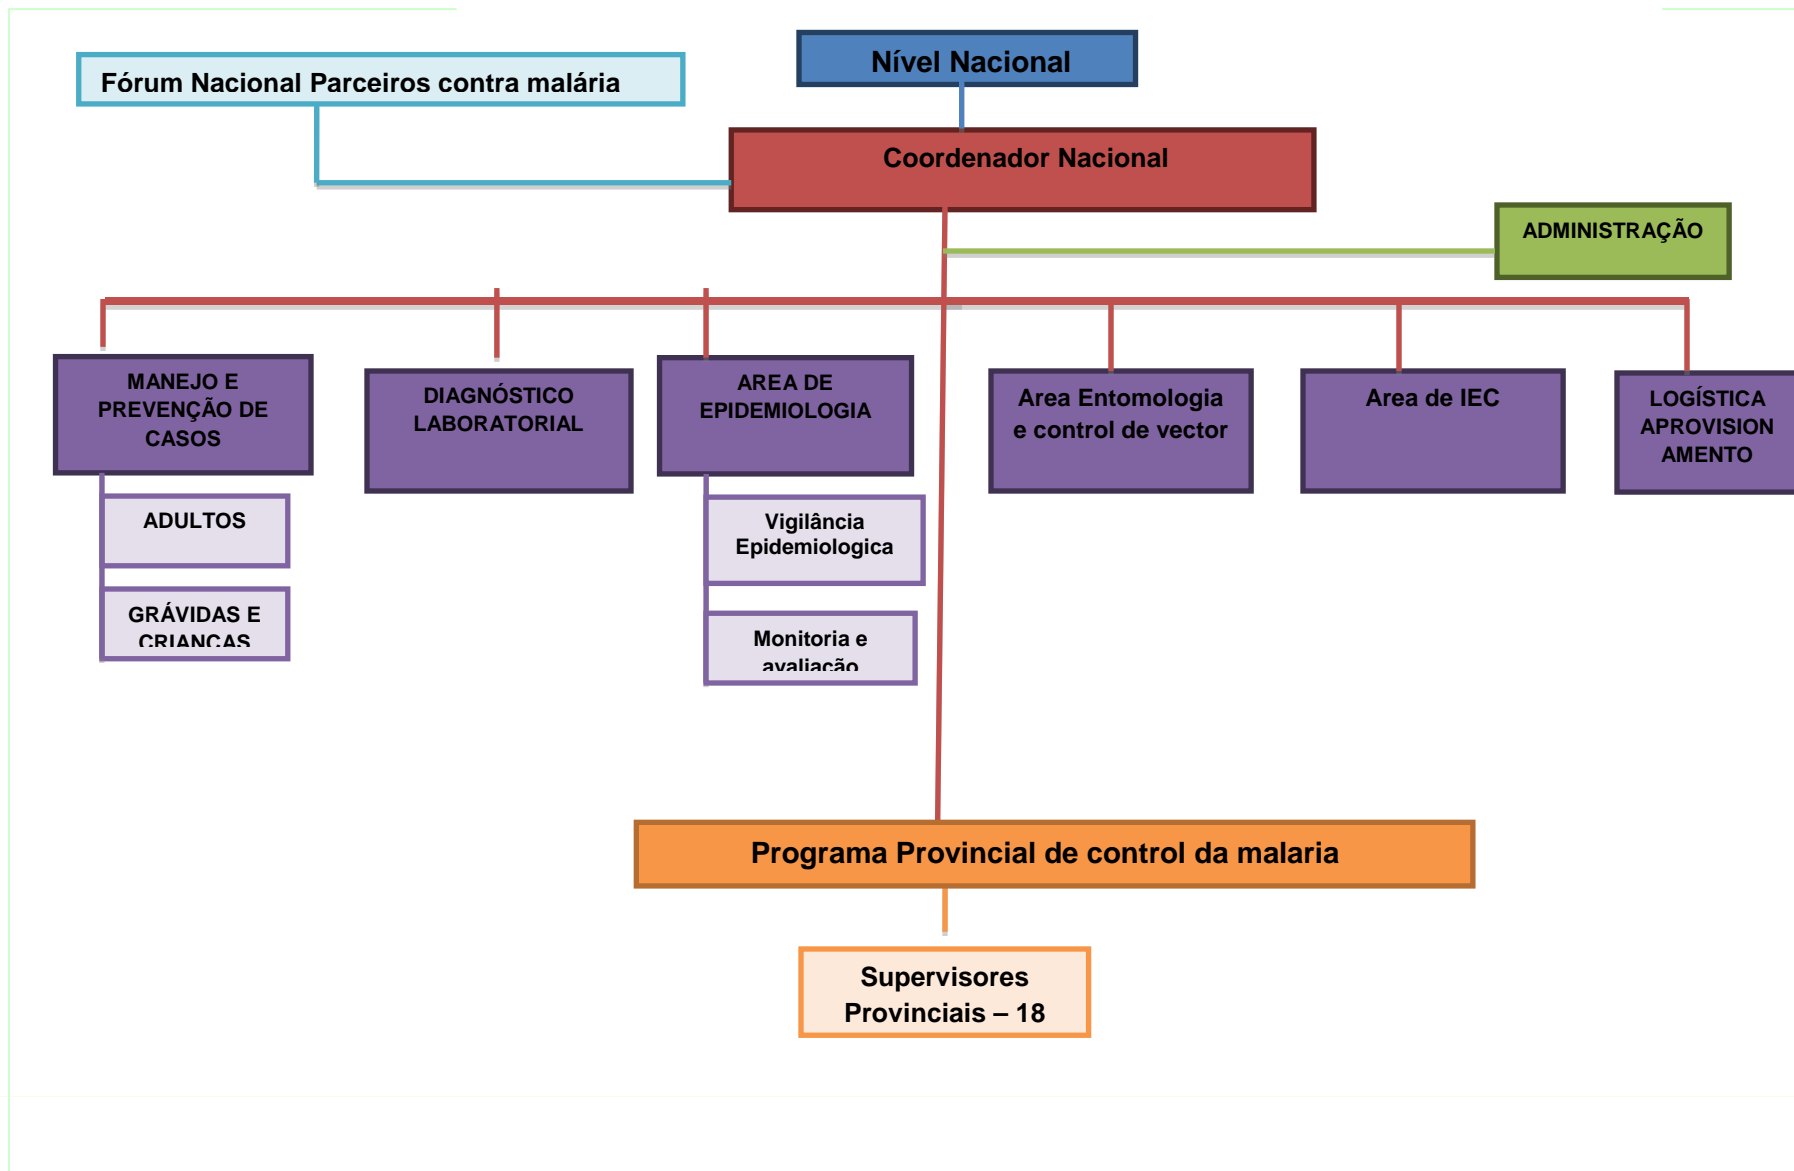 Nível Nacional
Fórum Nacional Parceiros contra malária
Coordenador Nacional
ADMINISTRAÇÃO
MANEJO E
PREVENÇÃO DE
CASOS
DIAGNÓSTICO
LABORATORIAL
AREA DE
EPIDEMIOLOGIA
Area Entomologia
e control de vector
Area de IEC
LOGÍSTICA
APROVISION
AMENTO
ADULTOS
GRÁVIDAS E
CRIANCAS
Vigilância
Epidemiologica
Monitoria e
avaliação
Programa Provincial de control da malaria
Supervisores
Provinciais – 18